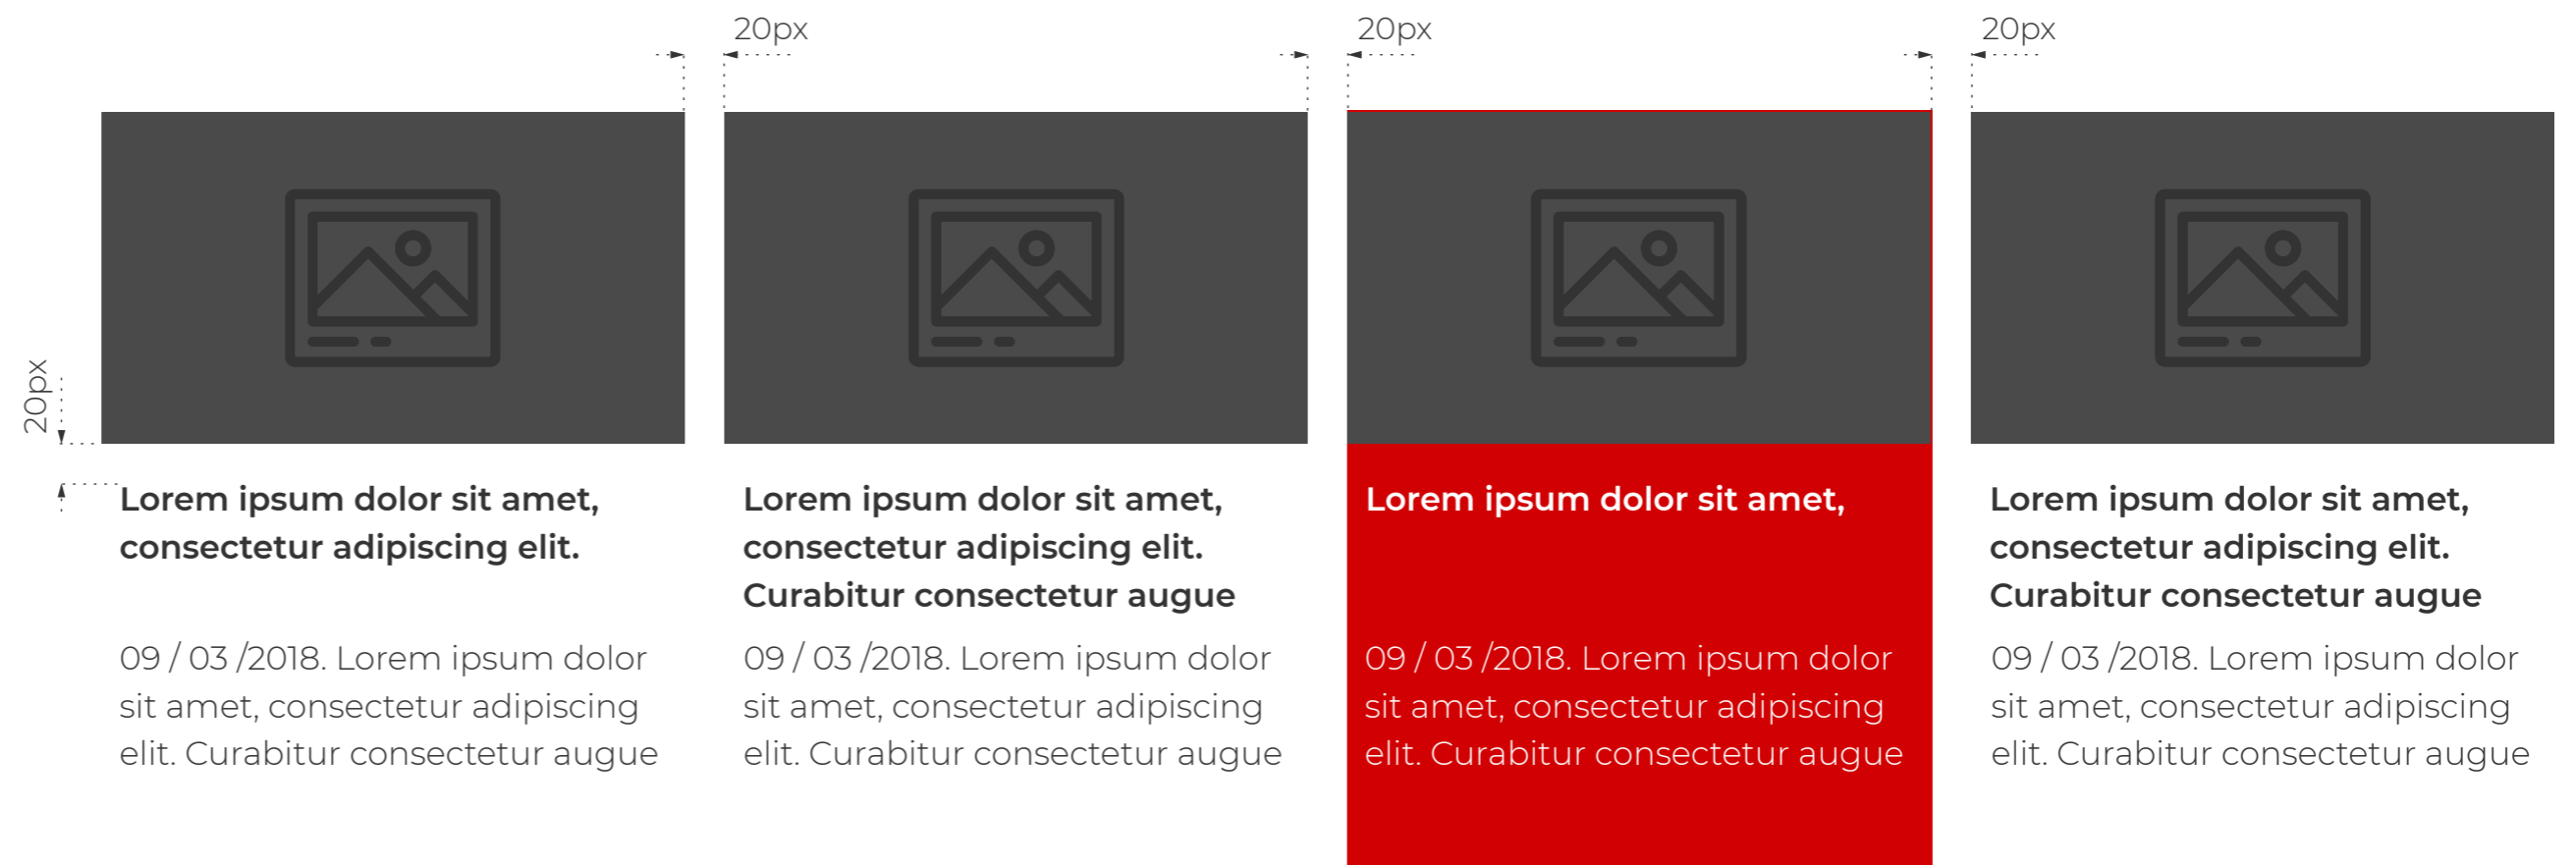 20px
20px
20px
20px
Lorem ipsum dolor sit amet,
consectetur adipiscing elit.
09 / 03 /2018. Lorem ipsum dolor
sit amet, consectetur adipiscing
elit. Curabitur consectetur augue
Lorem ipsum dolor sit amet,
consectetur adipiscing elit.
Curabitur consectetur augue
09 / 03 /2018. Lorem ipsum dolor
sit amet, consectetur adipiscing
elit. Curabitur consectetur augue
Lorem ipsum dolor sit amet,
09 / 03 /2018. Lorem ipsum dolor
sit amet, consectetur adipiscing
elit. Curabitur consectetur augue
Lorem ipsum dolor sit amet,
consectetur adipiscing elit.
Curabitur consectetur augue
09 / 03 /2018. Lorem ipsum dolor
sit amet, consectetur adipiscing
elit. Curabitur consectetur augue